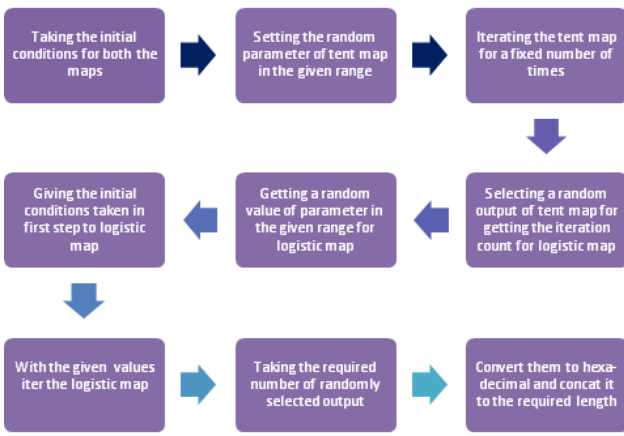 Taking the initial
conditions for both the
maps
Setting the random
parameter of tent map
in the given range
Iterating the tent map
for a fixed number of
times
Selecting a random
output of tent map for
getting the iteration
count for logistic map
Getting a random
value of parameter in
the given range for
logistic map
Giving the initial
conditions taken in
first step to logistic
map
With the given values
iter the logistic map
Taking the required
number of randomly
selected output
Convert them to hexa-
decimal and concat it
to the required length